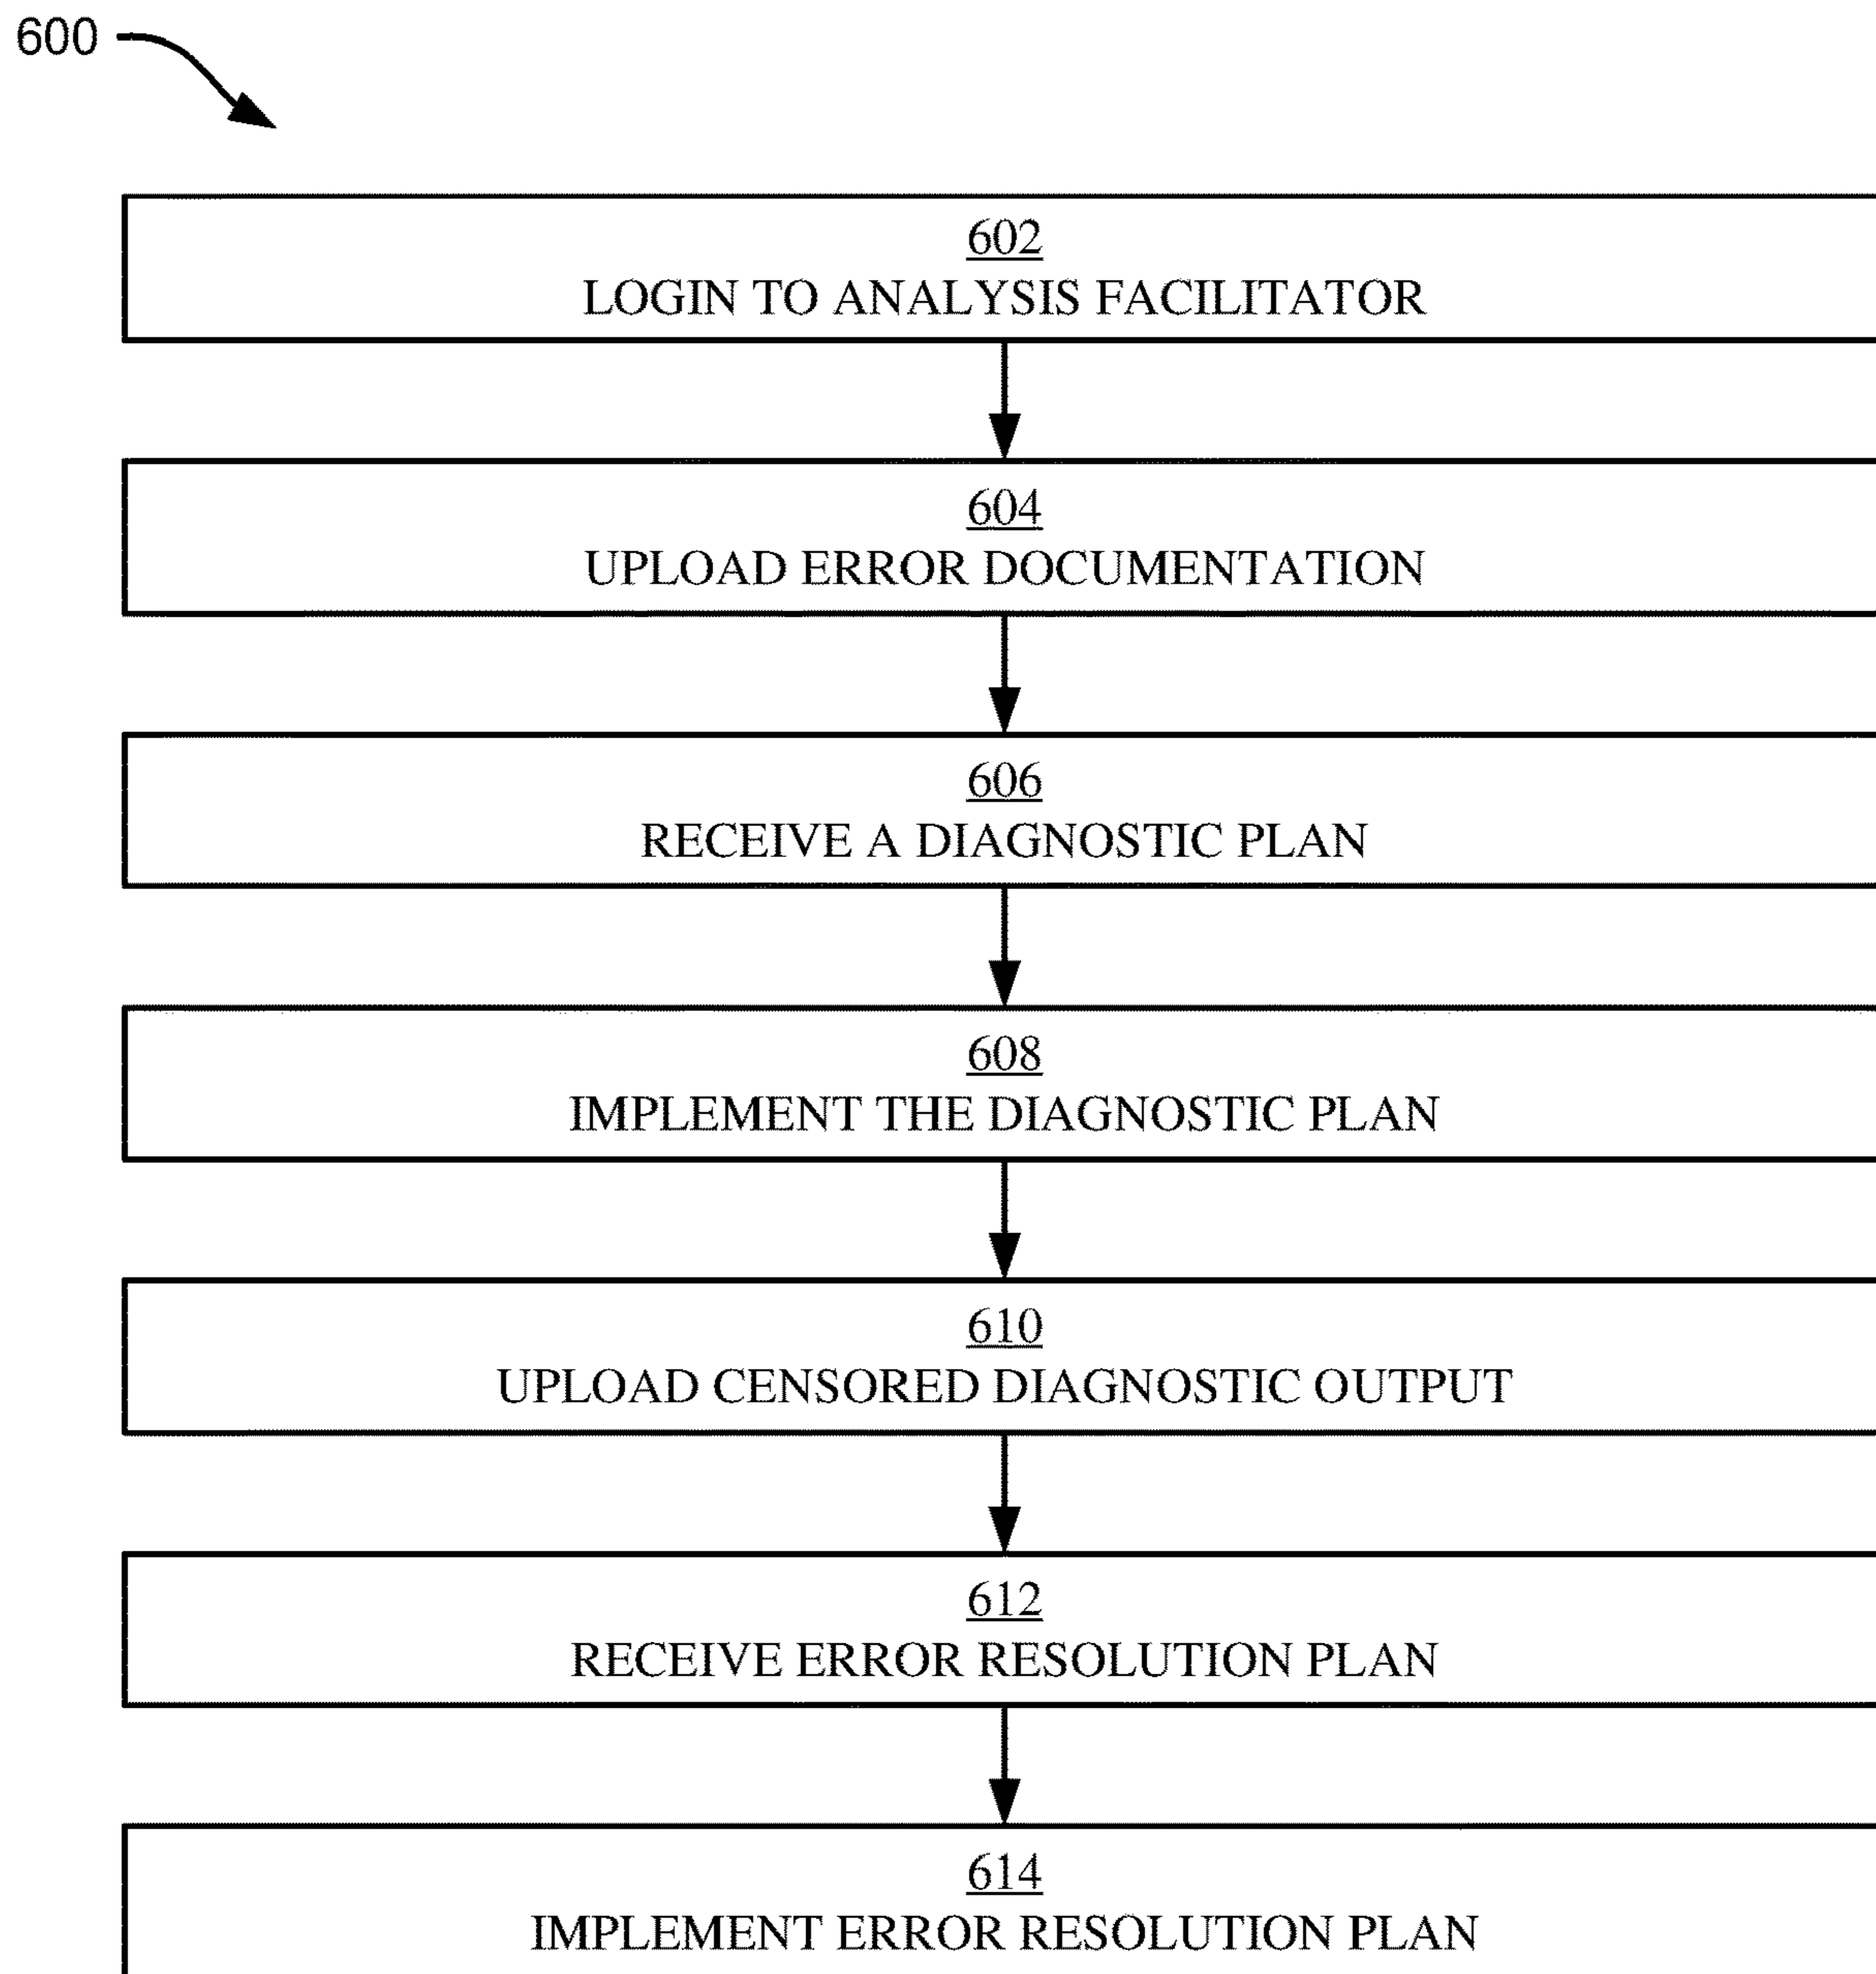 600
602
LOGIN TO ANALYSIS FACILITATOR
604
UPLOAD ERROR DOCUMENTATION
606
RECEIVE A DIAGNOSTIC PLAN
608
IMPLEMENT THE DIAGNOSTIC PLAN
610
UPLOAD CENSORED DIAGNOSTIC OUTPUT
612
RECEIVE ERROR RESOLUTION PLAN
614
IMPLEMENT ERROR RESOLUTION PLAN